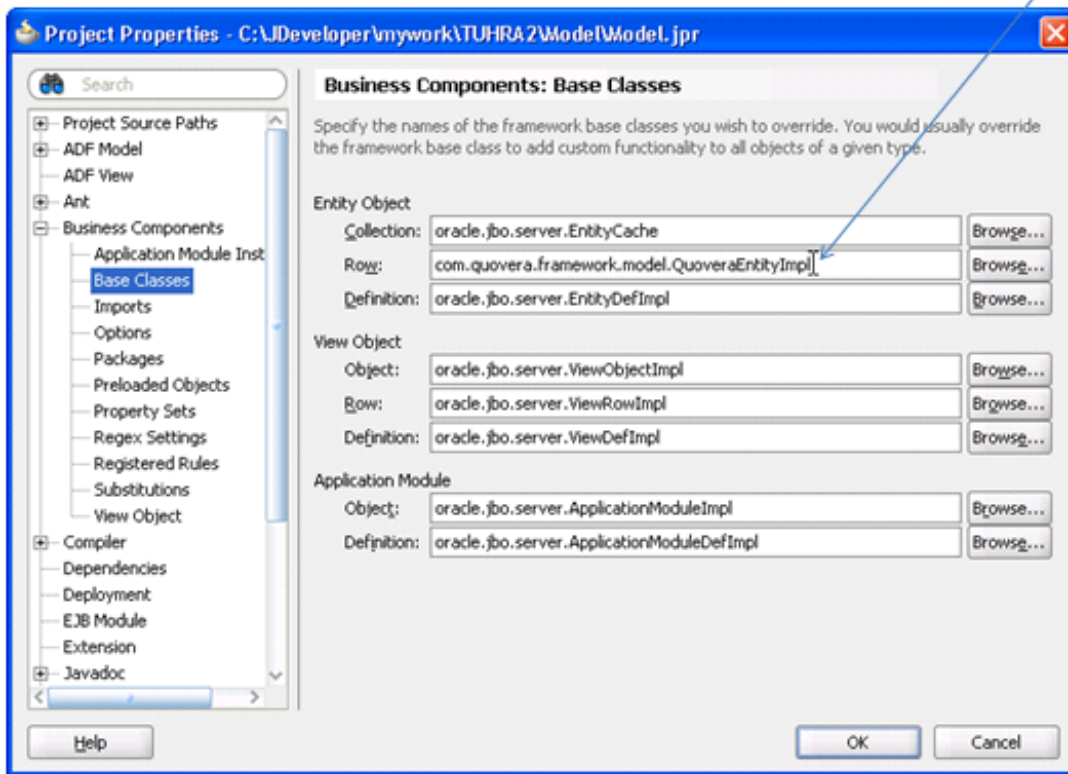 Project Properties - C:\JDeveloper\mywork\TUHRA2\Model\Model.jpr
Search
Project Source Paths
ADF Model
ADF View
Ant
Business Components
Application Module Inst
Base Classes
Imports
Options
Packages
Preloaded Objects
Property Sets
Regex Settings
Registered Rules
Substitutions
View Object
Compiler
Dependencies
Deployment
EJB Module
Extension
Javadoc
Business Components: Base Classes
Specify the names of the framework base classes you wish to override. You would usually override
the framework base class to add custom functionality to all objects of a given type.
Entity Object
Collection: oracle.jbo.server.EntityCache Browse...
Row: com.quovera.framework.model.QuoveraEntityImpl Browse...
Definition: oracle.jbo.server.EntityDefImpl Browse...
View Object
Object: oracle.jbo.server.ViewObjectImpl Browse...
Row: oracle.jbo.server.ViewRowImpl Browse...
Definition: oracle.jbo.server.ViewDefImpl Browse...
Application Module
Object: oracle.jbo.server.ApplicationModuleImpl Browse...
Definition: oracle.jbo.server.ApplicationModuleDefImpl Browse...
Help OK Cancel